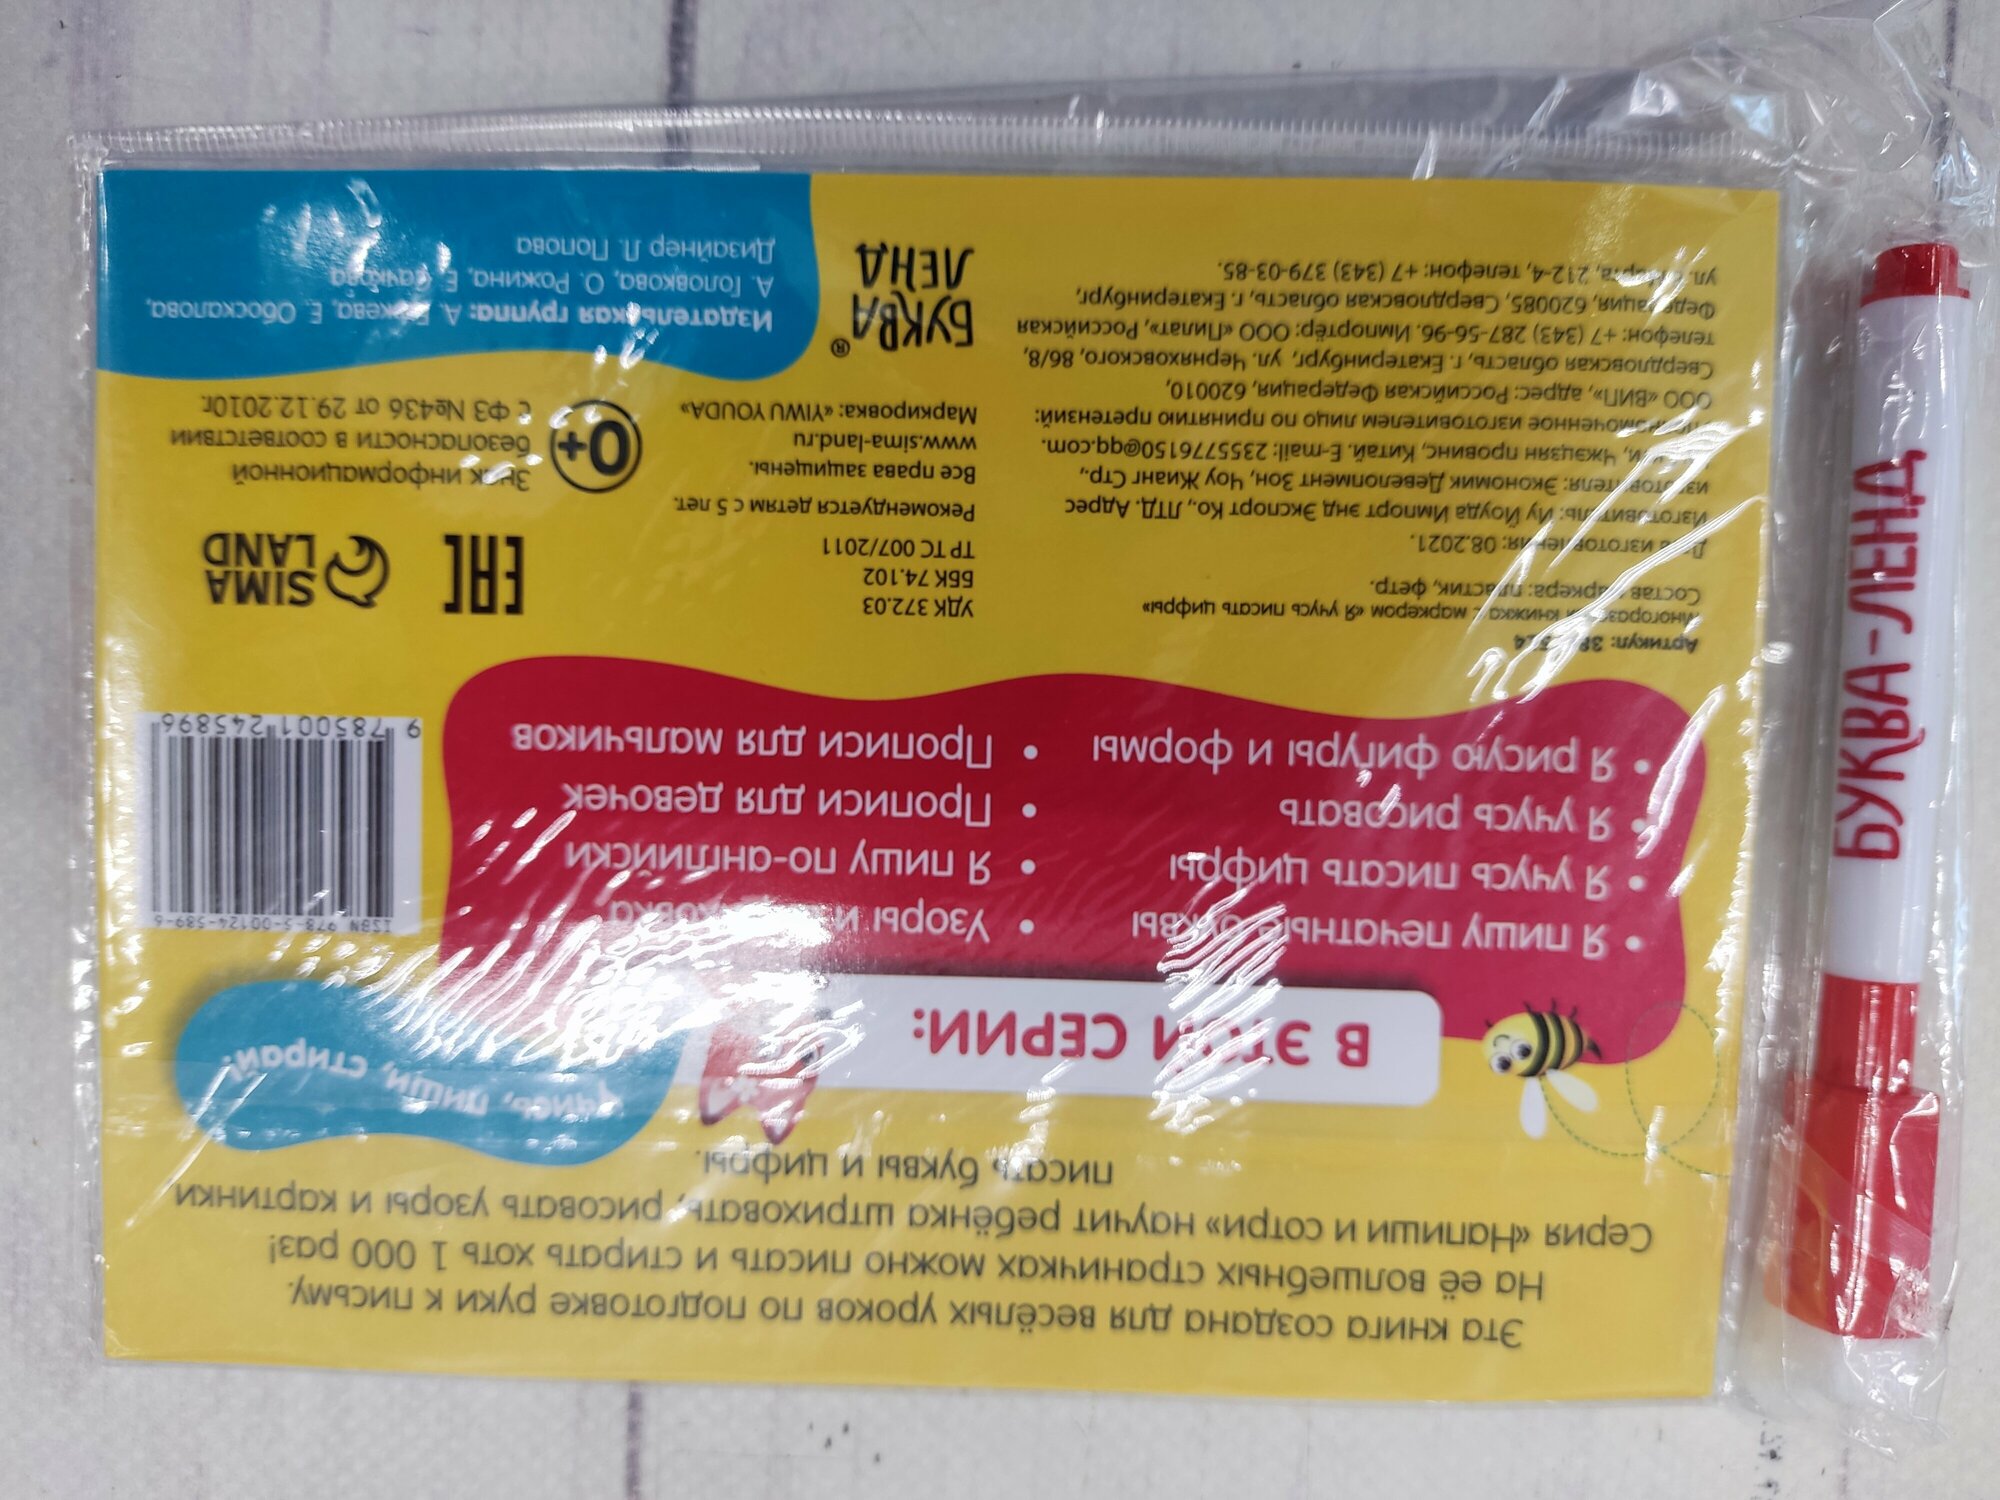 Эта книга создана для весёлых уроков по подготовке руки к письму.
На её волшебных страничках можно писать и стирать хоть 1 000 раз!
Серия «Напиши и сотри» научит ребёнка штриховать, рисовать узоры и картинки
писать буквы и цифры.
Учись, пиши, стирай!
В ЭТОЙ СЕРИИ:
• Я пишу печатные буквы
• Я учусь писать цифры
• Я учусь рисовать
• Я рисую фигуры и формы
• Узоры и
• Я пишу по-английски
• Прописи для девочек
• Прописи для мальчиков
ISBN 978-5-00124-589-6
9 785001 245896
Артикул:
Многоразовая книжка с маркером «Я учусь писать цифры»
Состав маркера: пластик, фетр.
Дата изготовления: 08.2021.
Изготовитель: Иу Йоуда Импорт энд Экспорт Ко., ЛТД. Адрес
изготовителя: Экономик Девелопмент Зон, Чоу Жианг Стр.,
Чжэцзян провинс, Китай. E-mail: 2355776150@qq.com.
Уполномоченное изготовителем лицо по принятию претензий:
ООО «ВИП», адрес: Российская Федерация, 620010,
Свердловская область, г. Екатеринбург, ул. Черняховского, 86/8,
телефон: +7 (343) 287-56-96. Импортёр: ООО «Пилат», Российская
Федерация, 620085, Свердловская область, г. Екатеринбург,
ул. 8 Марта, 212-4, телефон: +7 (343) 379-03-85.
УДК 372.03
ББК 74.102
ТР ТС 007/2011
Рекомендуется детям с 5 лет.
Все права защищены.
www.sima-land.ru
Маркировка: «YIWU YOUDA»
БУКВА®
ЛЕНД
EAC
SIMA
LAND
0+
Знак информационной
безопасности в соответствии
с ФЗ №436 от 29.12.2010г.
Издательская группа: А. Е. Обоскалова,
А. Головкова, О. Рожина, Е.
Дизайнер Л. Попова
БУКВА-ЛЕНД